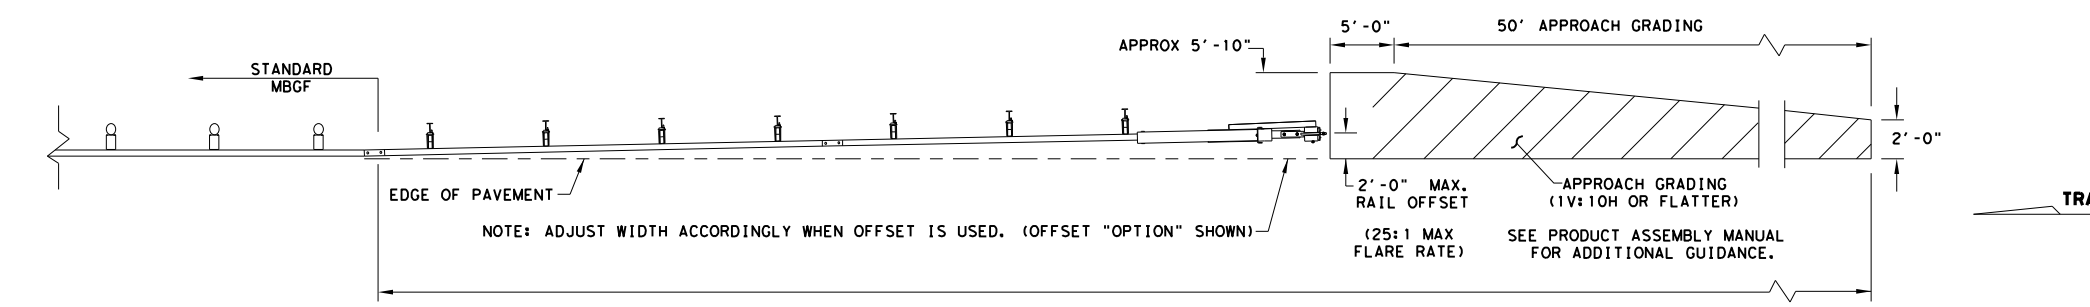 5'-0"
50' APPROACH GRADING
APPROX 5'-10"
STANDARD
MBGF
2'-0"
EDGE OF PAVEMENT
2'-0" MAX.
RAIL OFFSET
APPROACH GRADING
(1V:10H OR FLATTER)
NOTE: ADJUST WIDTH ACCORDINGLY WHEN OFFSET IS USED. (OFFSET "OPTION" SHOWN)
(25:1 MAX
FLARE RATE)
SEE PRODUCT ASSEMBLY MANUAL
FOR ADDITIONAL GUIDANCE.